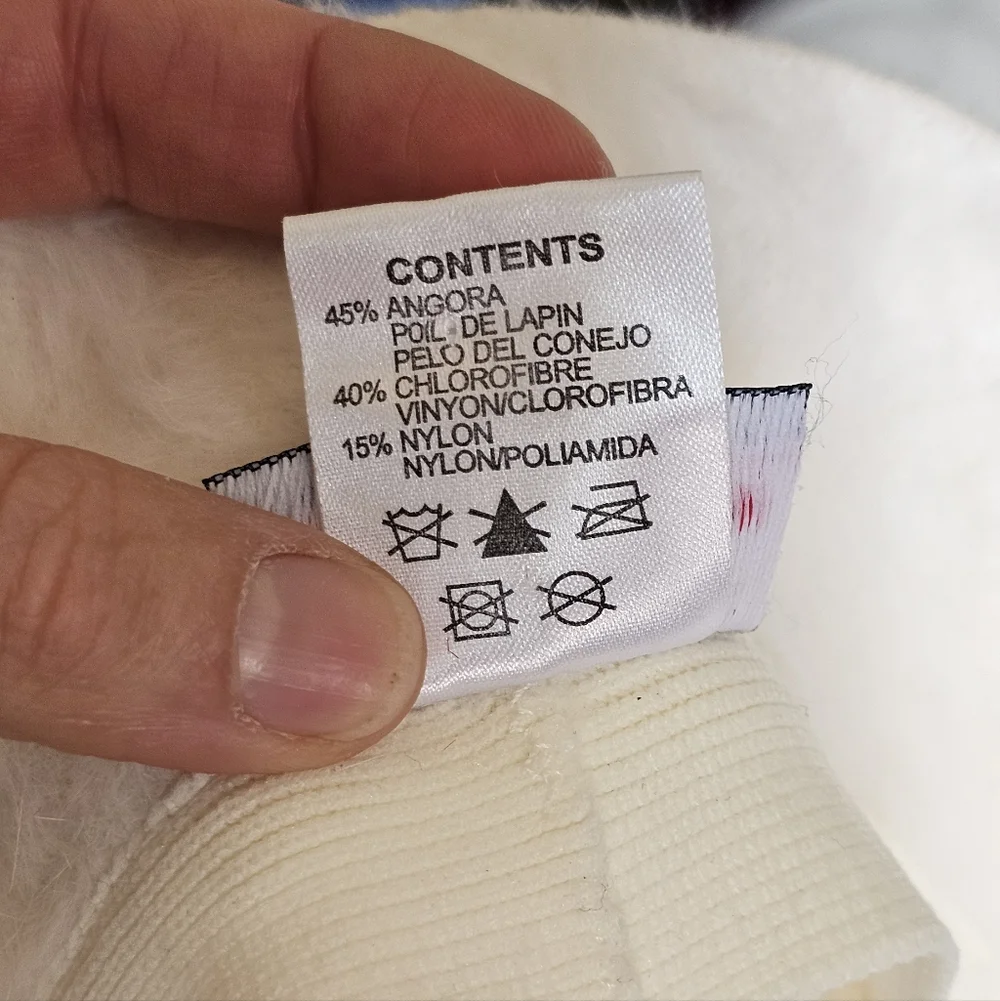 CONTENTS
45% ANGORA
POIL DE LAPIN
PELO DEL CONEJO
40% CHLOROFIBRE
VINYON/CLOROFIBRA
15% NYLON
NYLON/POLIAMIDA